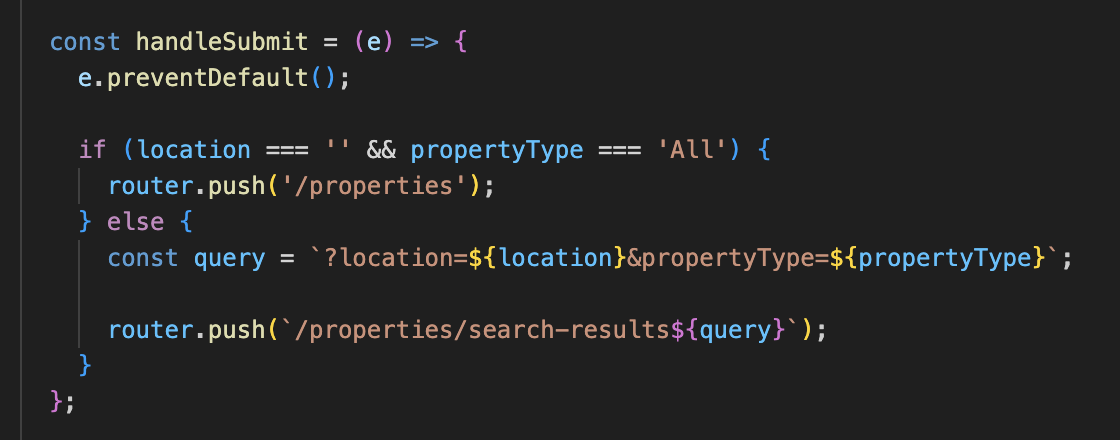 const handleSubmit = (e) => {
  e.preventDefault();

  if (location === '' && propertyType === 'All') {
    router.push('/properties');
  } else {
    const query = `?location=${location}&propertyType=${propertyType}`;

    router.push(`/properties/search-results${query}`);
  }
};